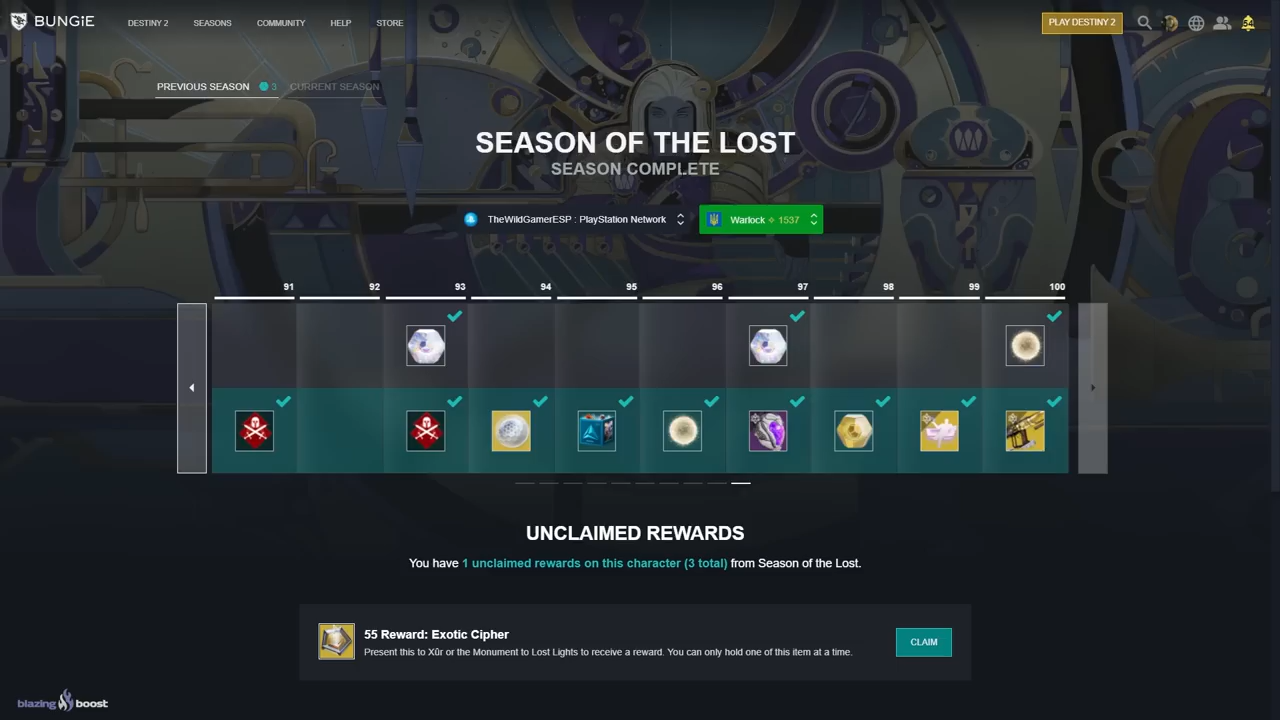 BUNGiE
DESTINY 2 SEASONS COMMUNITY HELP STORE
PLAY DESTINY 2
54
PREVIOUS SEASON 3 CURRENT SEASON
SEASON OF THE LOST
SEASON COMPLETE
TheWildGamerESP : PlayStation Network
Warlock 1537
91 92 93 94 95 96 97 98 99 100
UNCLAIMED REWARDS
You have 1 unclaimed rewards on this character (3 total) from Season of the Lost.
55 Reward: Exotic Cipher
Present this to Xûr or the Monument to Lost Lights to receive a reward. You can only hold one of this item at a time.
CLAIM
blazing boost